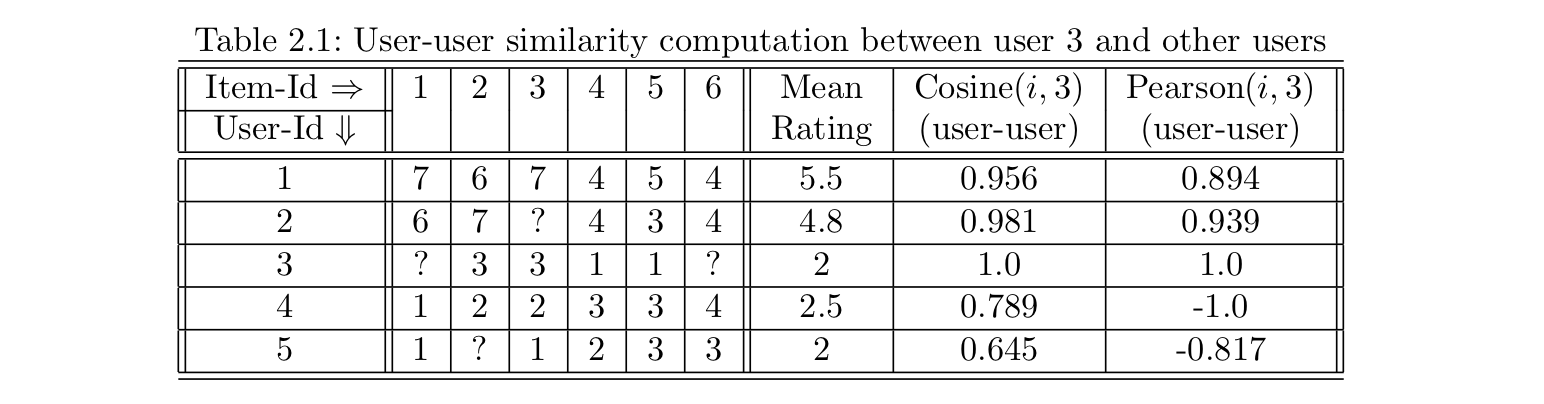 Table 2.1: User-user similarity computation between user 3 and other users
Item-Id ⇒ 1 2 3 4 5 6 Mean Cosine(i, 3) Pearson(i, 3)
User-Id ⇓ Rating (user-user) (user-user)
1 7 6 7 4 5 4 5.5 0.956 0.894
2 6 7 ? 4 3 4 4.8 0.981 0.939
3 ? 3 3 1 1 ? 2 1.0 1.0
4 1 2 2 3 3 4 2.5 0.789 -1.0
5 1 ? 1 2 3 3 2 0.645 -0.817